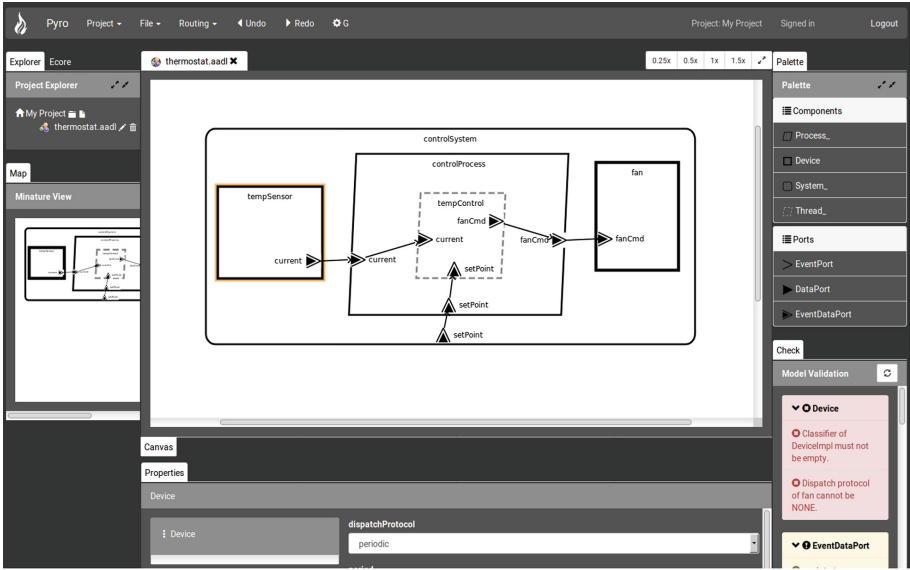 Pyro Project File Routing Undo Redo G Project: My Project Signed in Logout
Explorer Ecore
Project Explorer
My Project
thermostat.aadl
Map
Minature View
thermostat.aadl
0.25x 0.5x 1x 1.5x
controlSystem
controlProcess
tempSensor
current
current
tempControl
fanCmd
current
setPoint
setPoint
setPoint
fanCmd
fan
fanCmd
Canvas
Properties
Device
Device
dispatchProtocol
periodic
Palette
Palette
Components
Process_
Device
System_
Thread_
Ports
EventPort
DataPort
EventDataPort
Check
Model Validation
Device
Classifier of
DeviceImpl must not
be empty.
Dispatch protocol
of fan cannot be
NONE.
EventDataPort